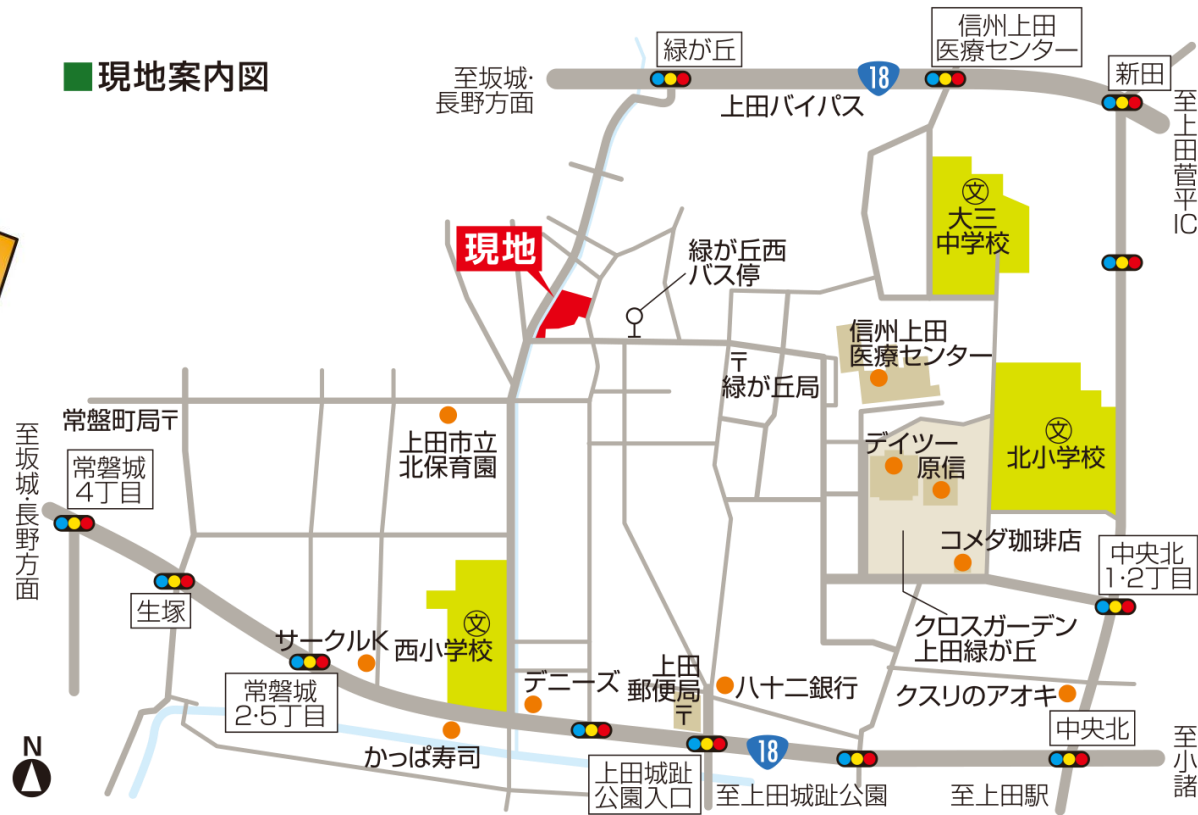 ■現地案内図
緑が丘
信州上田
医療センター
新田
至坂城・
長野方面
18
上田バイパス
至上田菅平IC
文
大三
中学校
現地
緑が丘西
バス停
信州上田
医療センター
〒
緑が丘局
常盤町局〒
上田市立
北保育園
デイツー
原信
文
北小学校
至坂城・長野方面
常磐城
4丁目
コメダ珈琲店
中央北
1・2丁目
生塚
クロスガーデン
上田緑が丘
サークルK
文
西小学校
常磐城
2・5丁目
デニーズ
上田
郵便局
〒
八十二銀行
クスリのアオキ
かっぱ寿司
18
中央北
至小諸
N
上田城趾
公園入口
至上田城趾公園
至上田駅